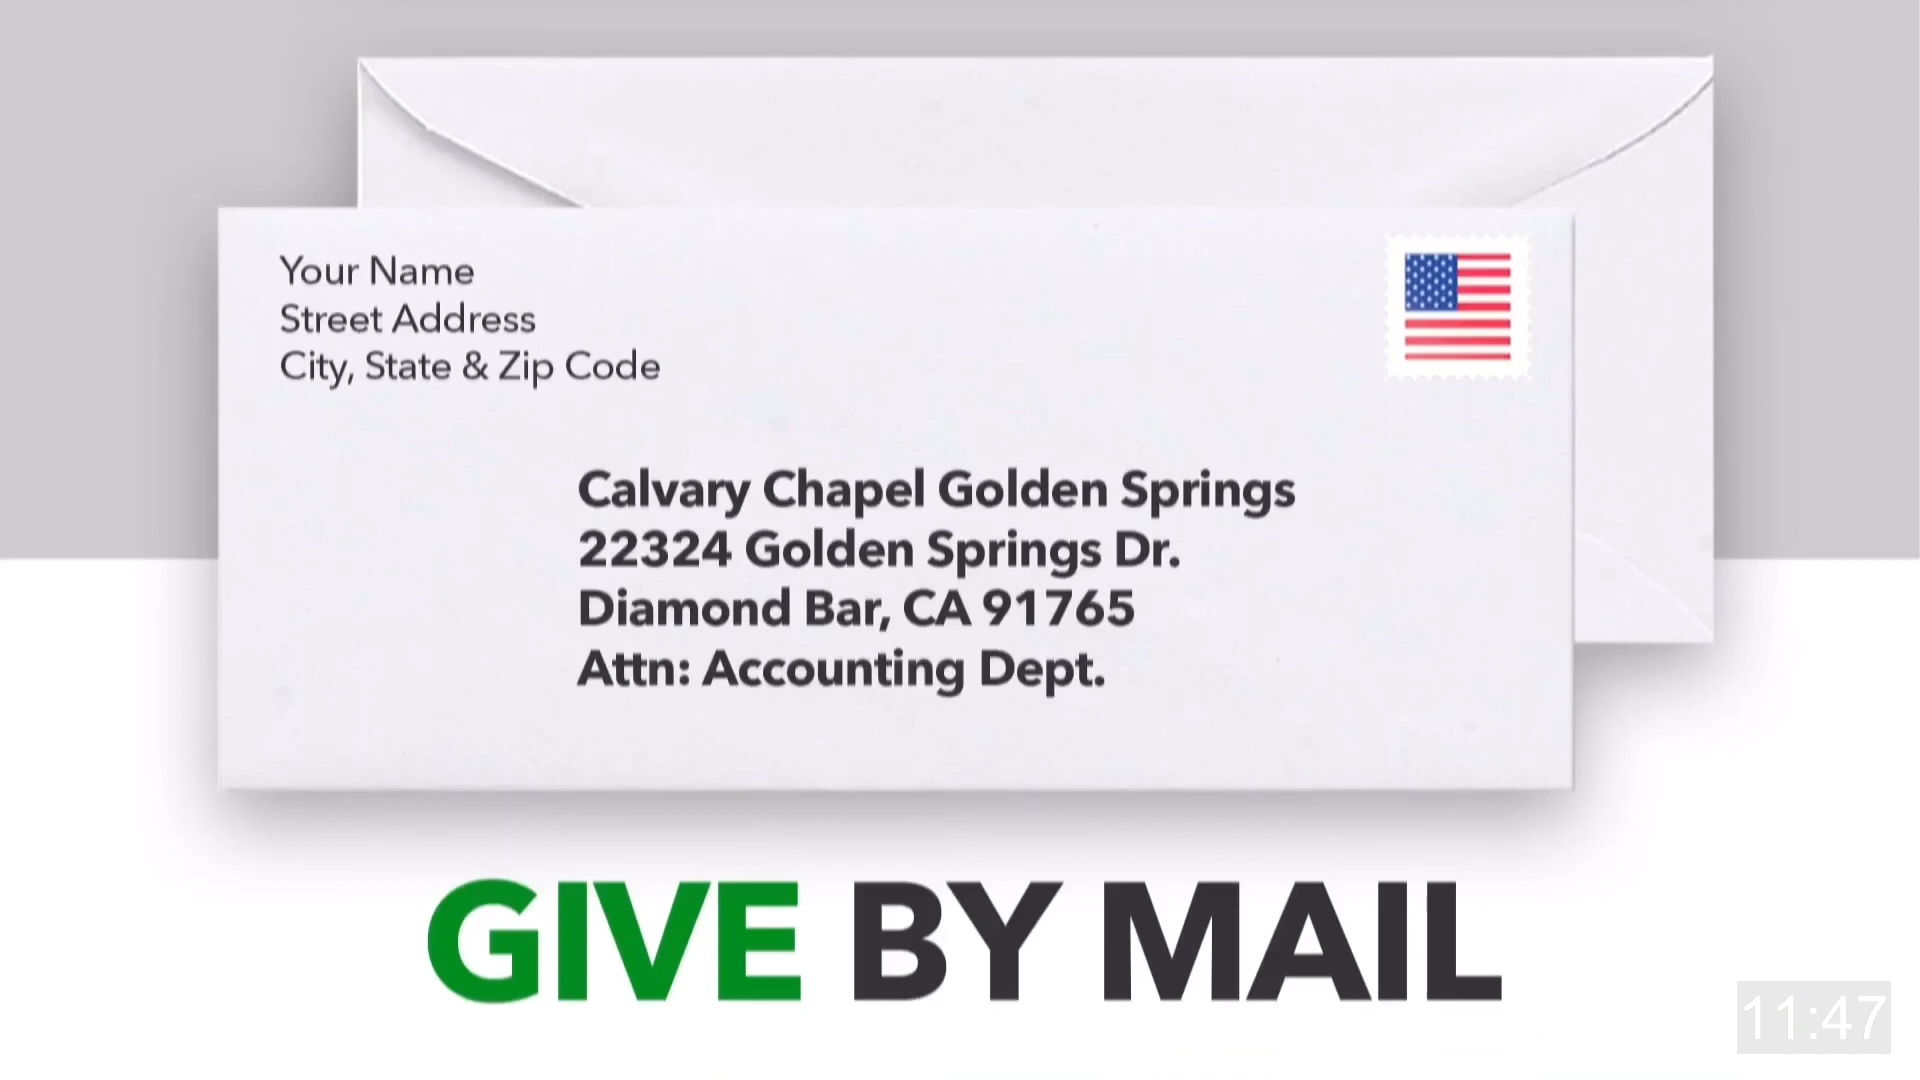 Your Name
Street Address
City, State & Zip Code
Calvary Chapel Golden Springs
22324 Golden Springs Dr.
Diamond Bar, CA 91765
Attn: Accounting Dept.
GIVE BY MAIL
11:47